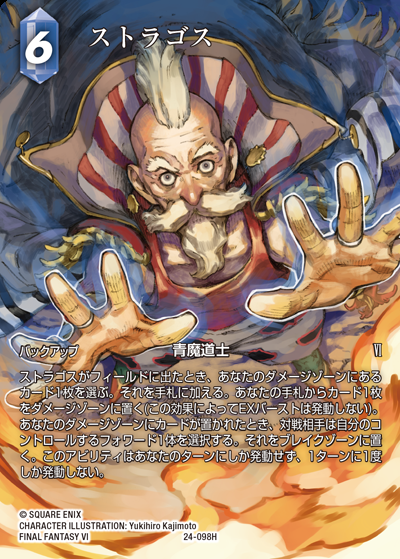 6
ストラゴス
バックアップ 青魔道士 VI
ストラゴスがフィールドに出たとき、あなたのダメージゾーンにある
カード1枚を選ぶ。それを手札に加える。あなたの手札からカード1枚
をダメージゾーンに置く(この効果によってEXバーストは発動しない)。
あなたのダメージゾーンにカードが置かれたとき、対戦相手は自分のコ
ントロールするフォワード1体を選択する。それをブレイクゾーンに置
く。このアビリティはあなたのターンにしか発動せず、1ターンに1度
しか発動しない。
© SQUARE ENIX
CHARACTER ILLUSTRATION: Yukihiro Kajimoto
FINAL FANTASY VI 24-098H